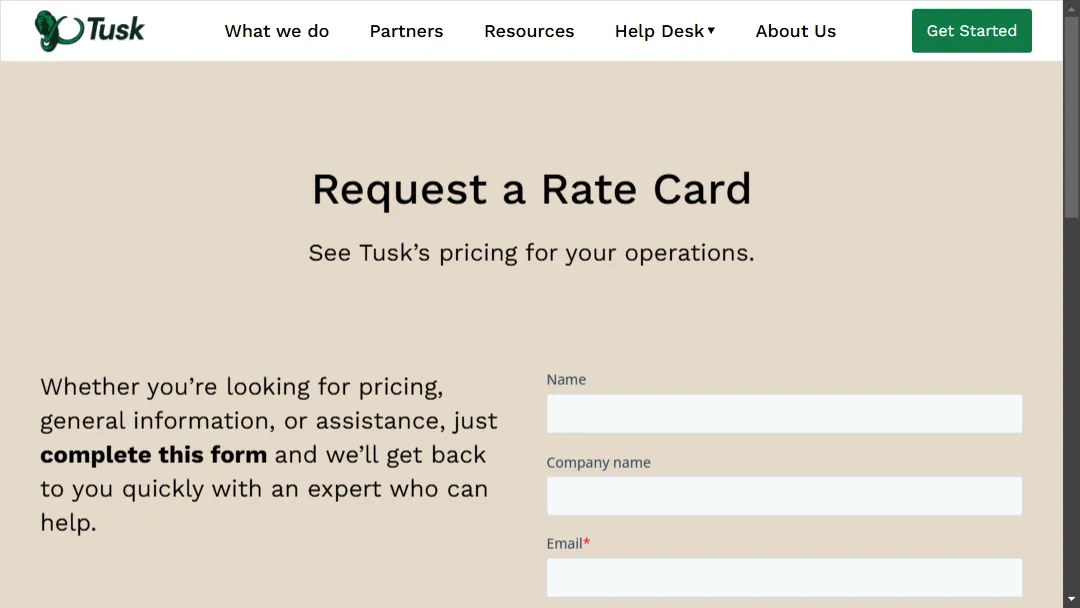 Tusk
What we do
Partners
Resources
Help Desk▼
About Us
Get Started
Request a Rate Card
See Tusk’s pricing for your operations.
Whether you’re looking for pricing,
general information, or assistance, just
complete this form and we’ll get back
to you quickly with an expert who can
help.
Name
Company name
Email*